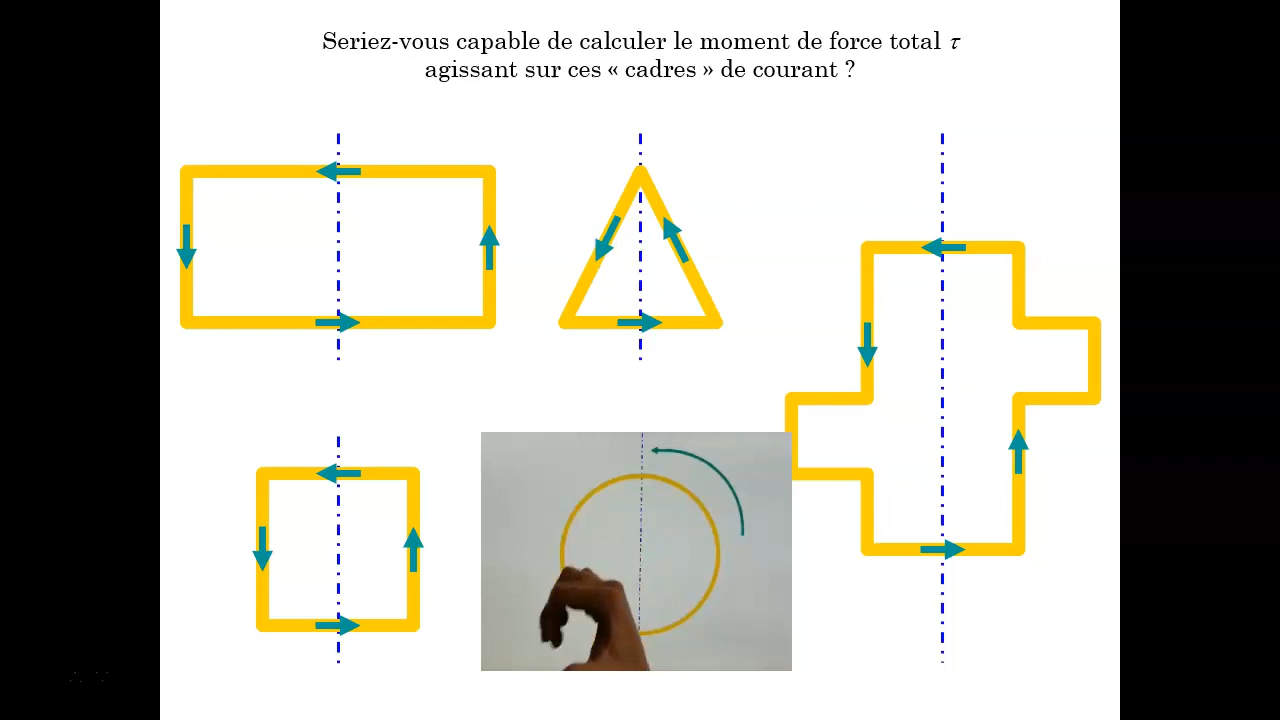 Seriez-vous capable de calculer le moment de force total τ
agissant sur ces « cadres » de courant ?